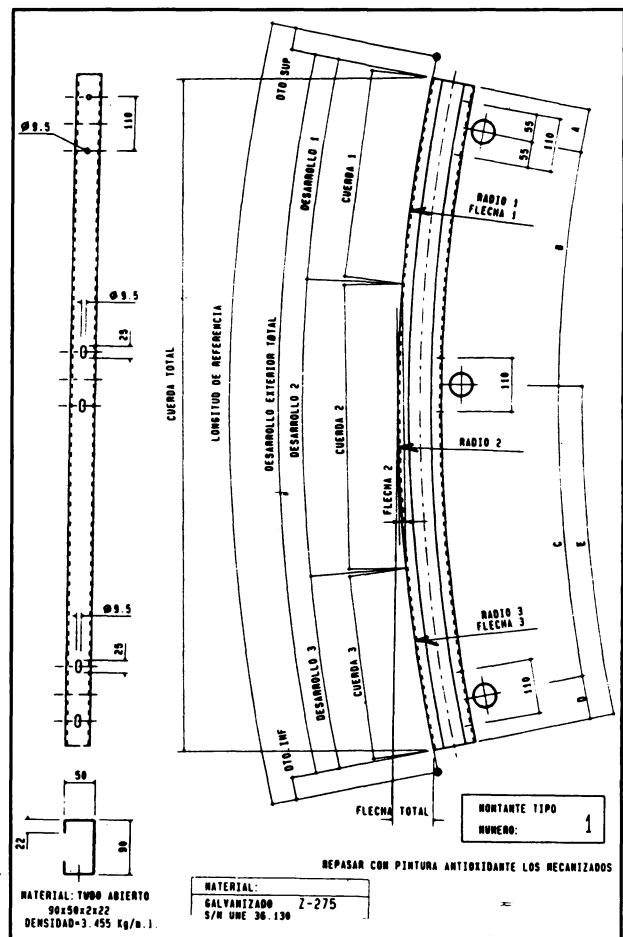 Ø9.5
110
Ø9.5
25
Ø9.5
25
50
22
90
MATERIAL: TUBO ABIERTO
90x50x2x22
DENSIDAD=3.455 Kg/m.l.
DTO SUP
DESARROLLO 1
CUERDA 1
CUERDA TOTAL
LONGITUD DE REFERENCIA
DESARROLLO EXTERIOR TOTAL
DESARROLLO 2
CUERDA 2
FLECHA 2
DESARROLLO 3
CUERDA 3
DTO.INF
FLECHA TOTAL
RADIO 1
FLECHA 1
RADIO 2
RADIO 3
FLECHA 3
55
55
110
A
B
110
C
E
110
D
MONTANTE TIPO
NUMERO: 1
REPASAR CON PINTURA ANTIOXIDANTE LOS MECANIZADOS
MATERIAL:
GALVANIZADO Z-275
S/N UNE 36.130